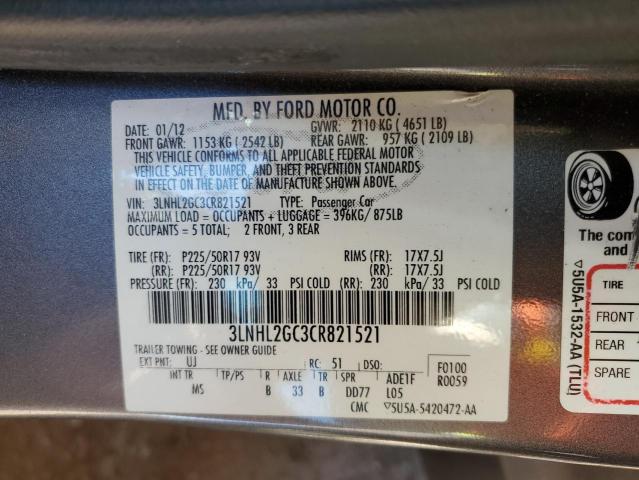 MFD. BY FORD MOTOR CO.
DATE: 01/12 GVWR: 2110 KG ( 4651 LB)
FRONT GAWR: 1153 KG ( 2542 LB) REAR GAWR: 957 KG ( 2109 LB)
THIS VEHICLE CONFORMS TO ALL APPLICABLE FEDERAL MOTOR
VEHICLE SAFETY, BUMPER, AND THEFT PREVENTION STANDARDS
IN EFFECT ON THE DATE OF MANUFACTURE SHOWN ABOVE.
VIN: 3LNHL2GC3CR821521 TYPE: Passenger Car
MAXIMUM LOAD = OCCUPANTS + LUGGAGE = 396KG / 875LB
OCCUPANTS = 5 TOTAL; 2 FRONT, 3 REAR
TIRE (FR): P225/50R17 93V RIMS (FR): 17X7.5J
(RR): P225/50R17 93V (RR): 17X7.5J
PRESSURE (FR): 230 kPa/ 33 PSI COLD (RR): 230 kPa/ 33 PSI COLD
3LNHL2GC3CR821521
TRAILER TOWING - SEE OWNER GUIDE
EXT PNT: UJ RC: 51 DSO: F0100
R0059
INT TR TP/PS R AXLE TR SPR ADE1F
MS B 33 B DD77 L05
CMC ▽5U5A-5420472-AA
▽5U5A-1532-AA (TLU)
The com
and
TIRE
FRONT
REAR
SPARE